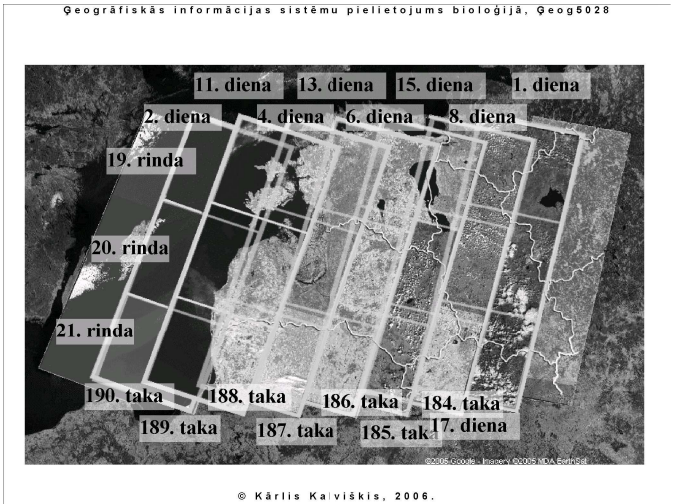 Ģeogrāfiskās informācijas sistēmu pielietojums bioloģijā, Ģeog5028
11. diena 13. diena 15. diena 1. diena
2. diena 4. diena 6. diena 8. diena
19. rinda
20. rinda
21. rinda
190. taka 188. taka 186. taka 184. taka
189. taka 187. taka 185. tak 17. diena
©2005 Google - Imagery ©2005 MDA EarthSat
© Kārlis Kalviškis, 2006.